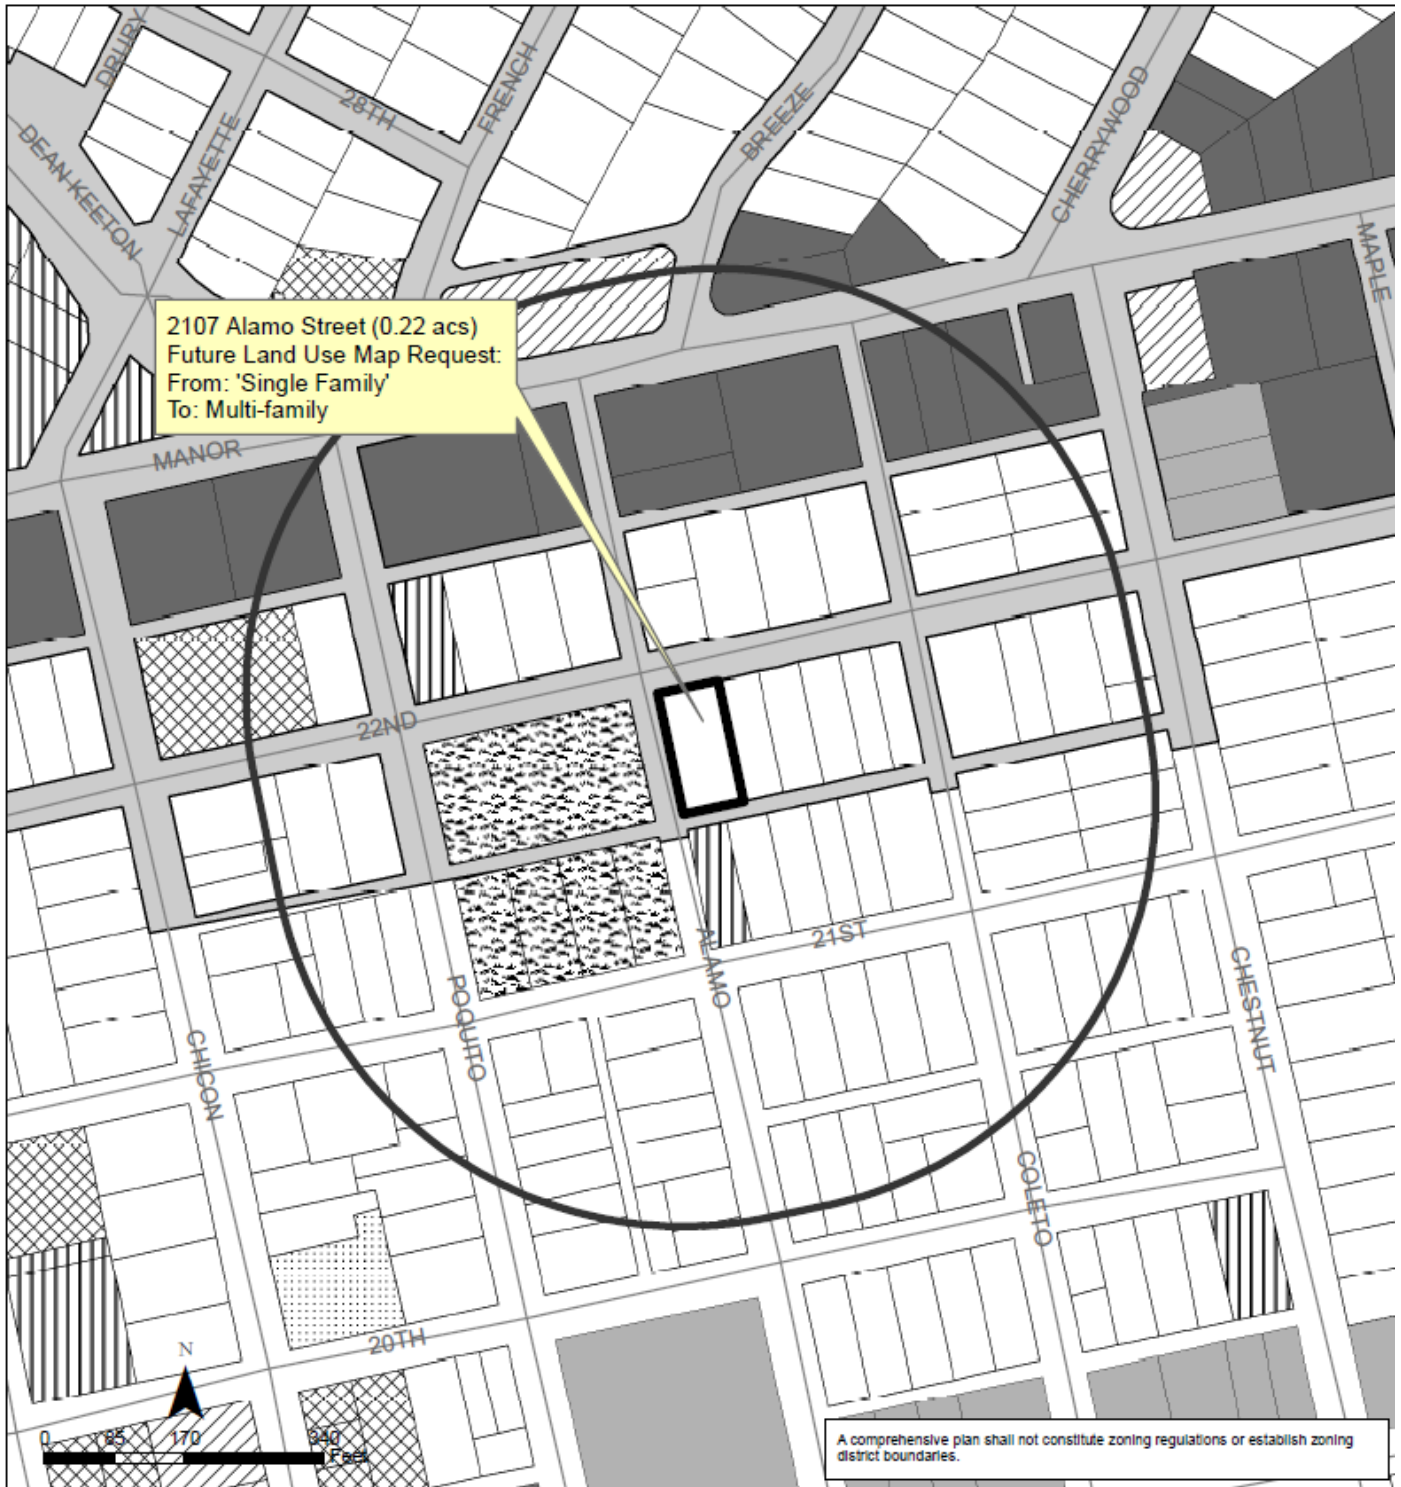 DRURY
28TH
FRENCH
DEAN KEETON
LAFAYETTE
BREEZE
CHERRYWOOD
MAPLE
2107 Alamo Street (0.22 acs)
Future Land Use Map Request:
From: 'Single Family'
To: Multi-family
MANOR
22ND
21ST
ALAMO
POQUITO
CHICON
CHESTNUT
COLETO
20TH
N
0 85 170 340
Feet
A comprehensive plan shall not constitute zoning regulations or establish zoning
district boundaries.